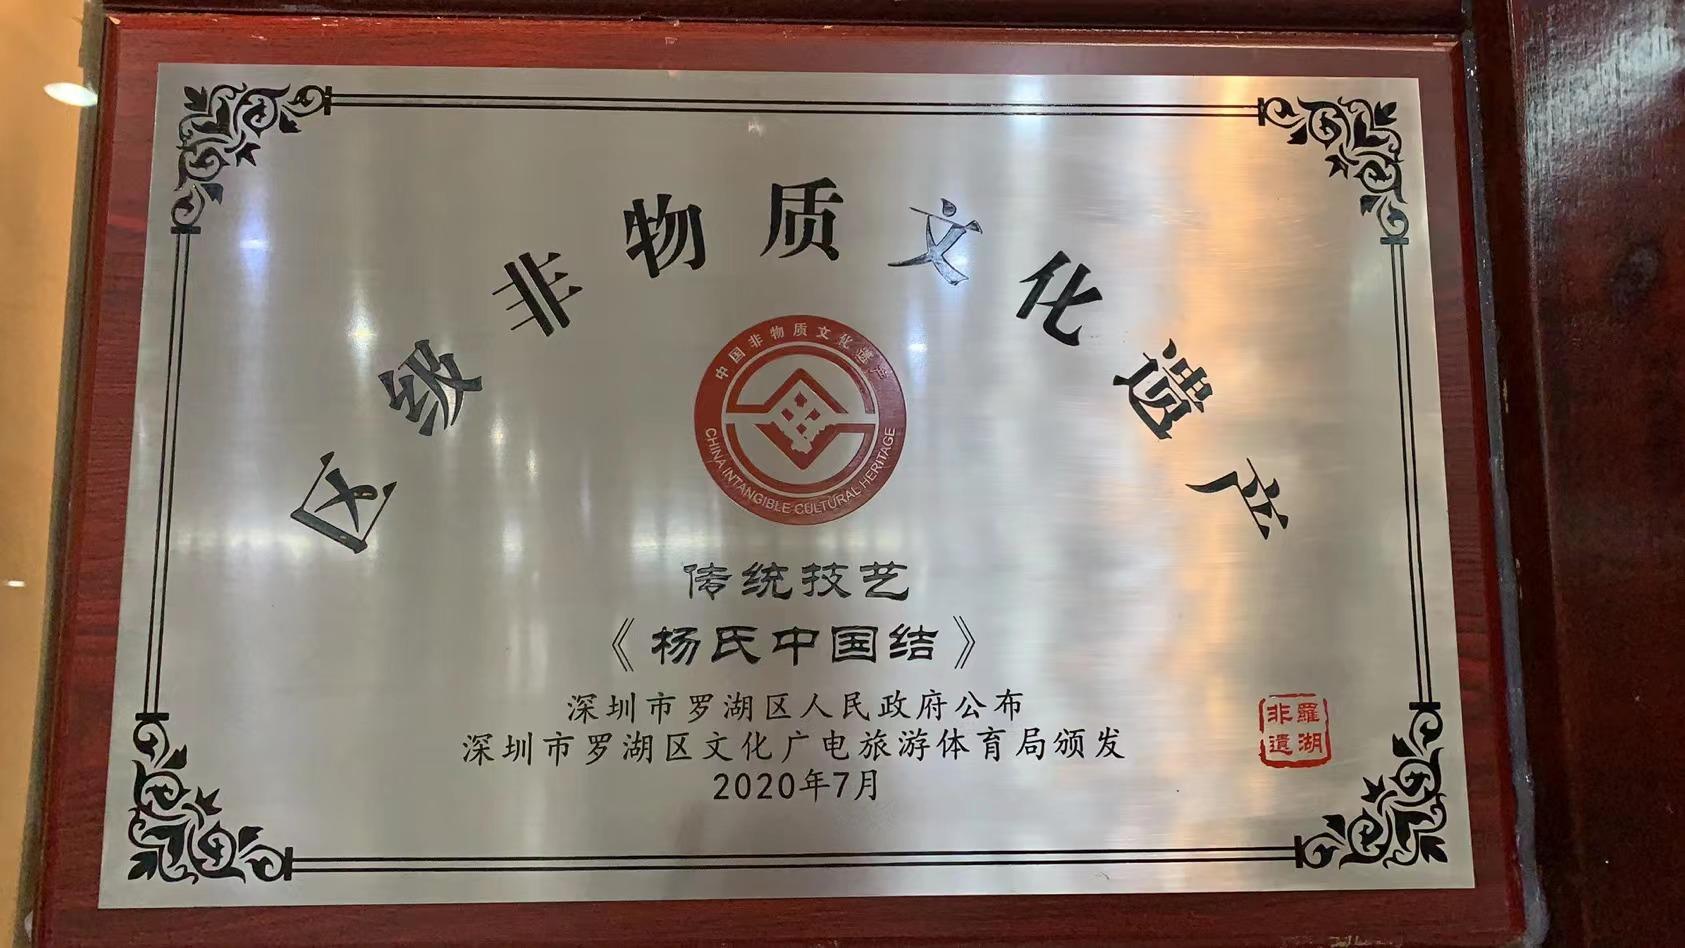 区级非物质文化遗产
中国非物质文化遗产
CHINA INTANGIBLE CULTURAL HERITAGE
传统技艺
《杨氏中国结》
深圳市罗湖区人民政府公布
深圳市罗湖区文化广电旅游体育局颁发
2020年7月
羅湖
非遺